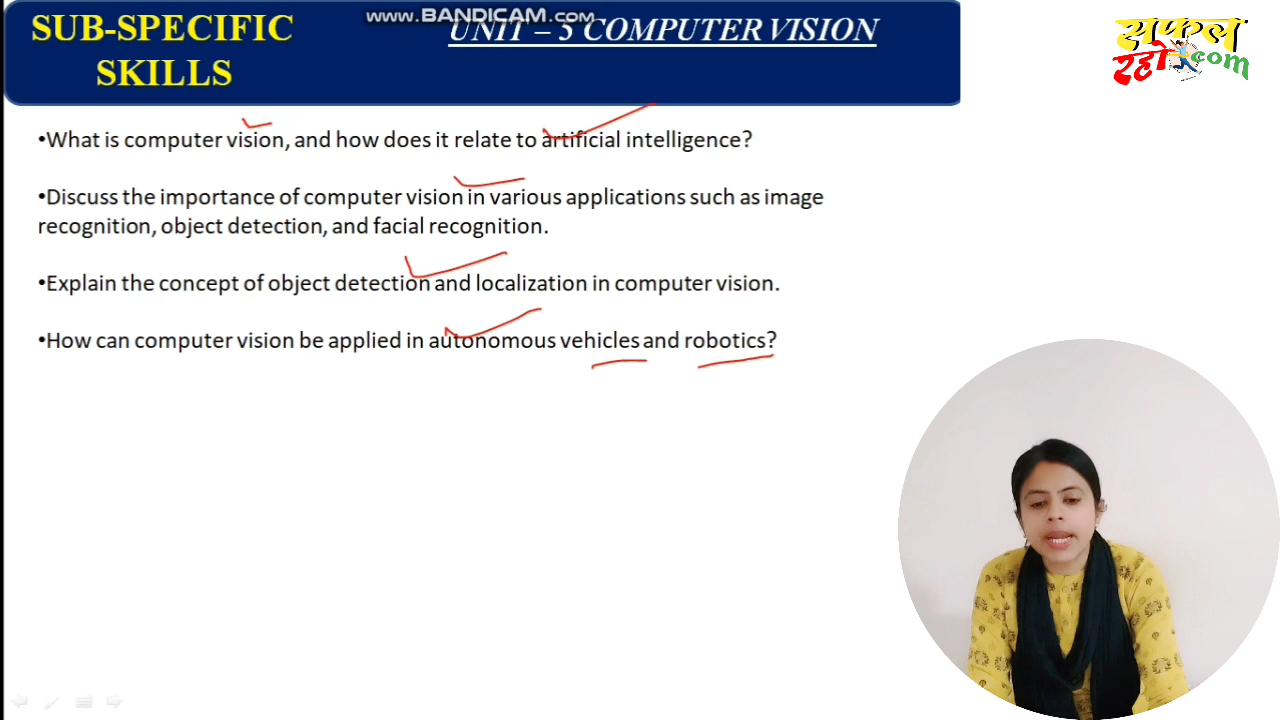 www.BANDICAM.com
SUB-SPECIFIC
SKILLS
UNIT – 5 COMPUTER VISION
सफल
रहो.com
•What is computer vision, and how does it relate to artificial intelligence?
•Discuss the importance of computer vision in various applications such as image
recognition, object detection, and facial recognition.
•Explain the concept of object detection and localization in computer vision.
•How can computer vision be applied in autonomous vehicles and robotics?